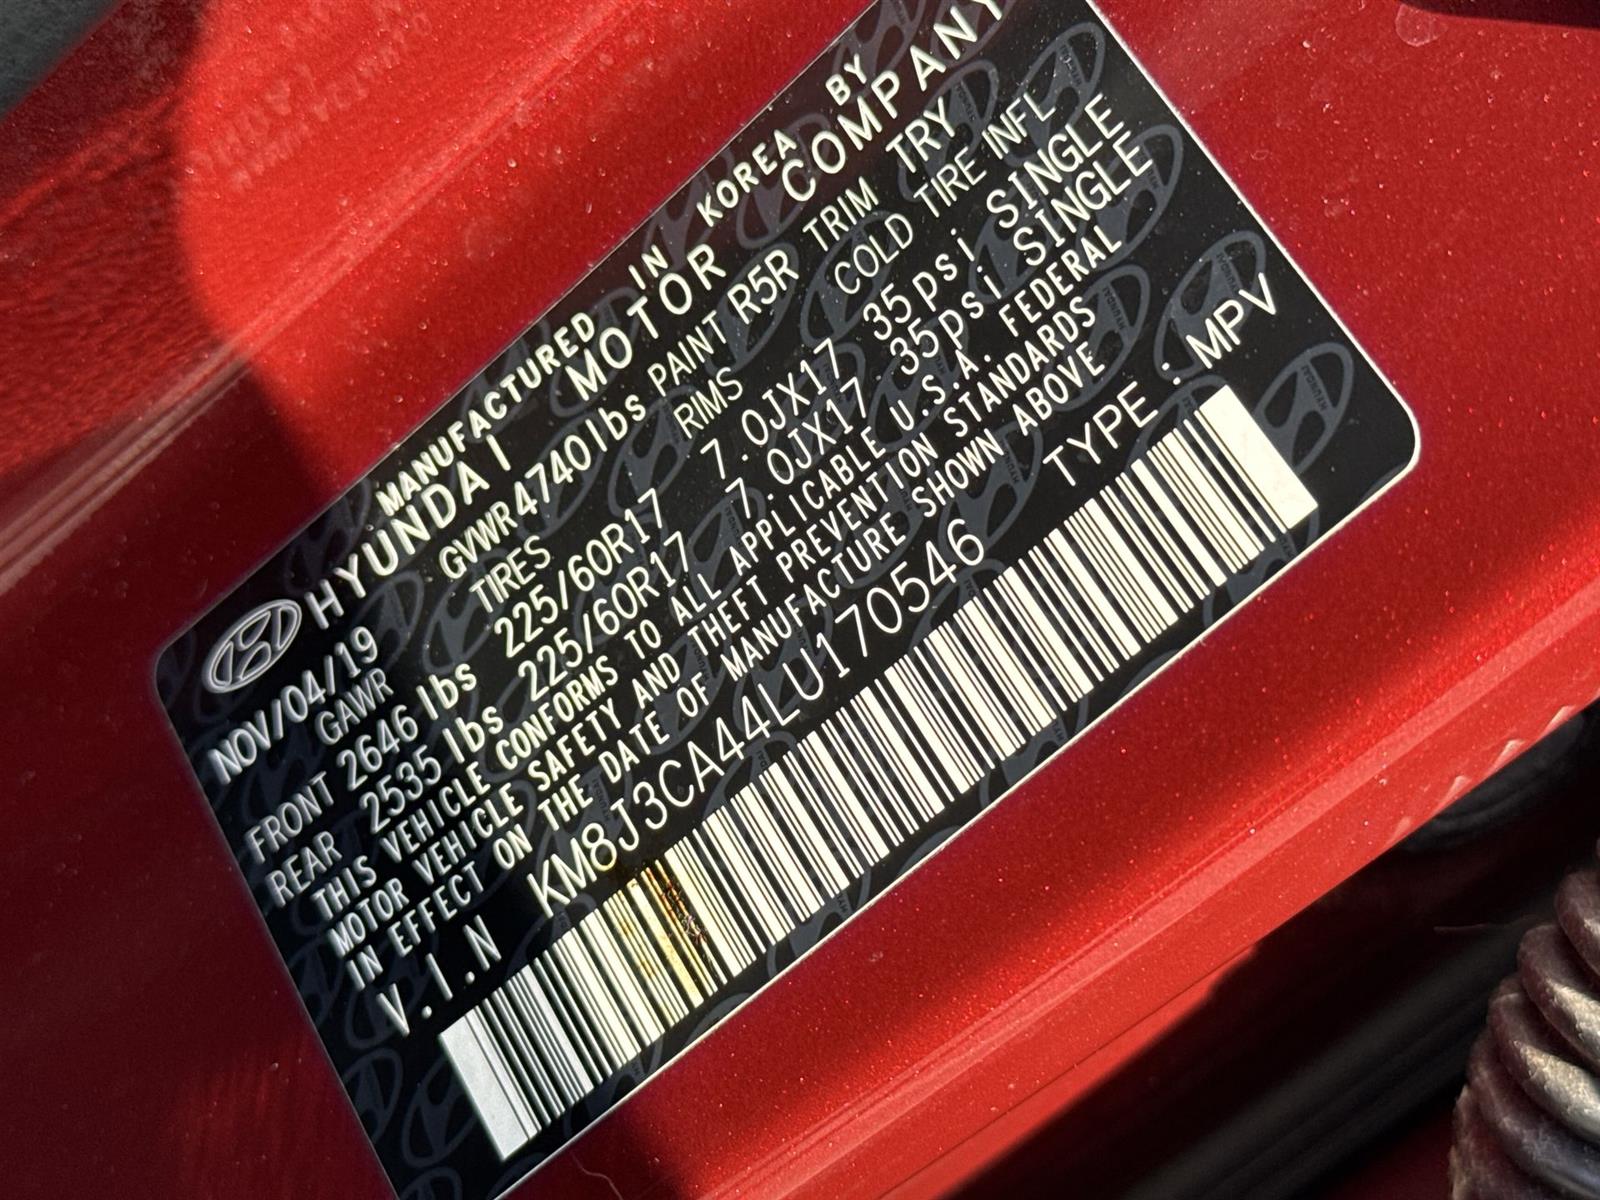 MANUFACTURED IN KOREA BY
HYUNDAI MOTOR COMPANY
NOV/04/19 GVWR 4740lbs PAINT R5R TRIM TRY
GAWR TIRES RIMS COLD TIRE INFL
FRONT 2646 lbs 225/60R17 7.0JX17 35psi. SINGLE
REAR 2535 lbs 225/60R17 7.0JX17 35psi SINGLE
THIS VEHICLE CONFORMS TO ALL APPLICABLE U.S.A. FEDERAL
MOTOR VEHICLE SAFETY AND THEFT PREVENTION STANDARDS
IN EFFECT ON THE DATE OF MANUFACTURE SHOWN ABOVE
V.I.N KM8J3CA44LU170546 TYPE : MPV